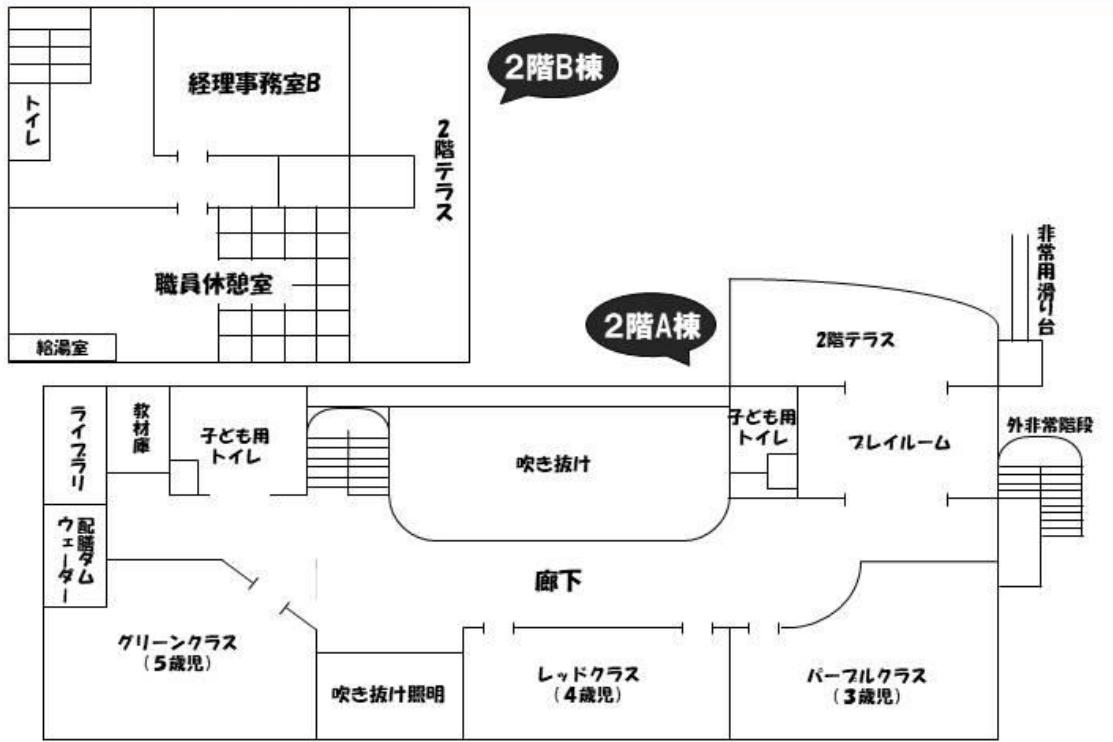 2階B棟
経理事務室B
トイレ
2階テラス
職員休憩室
給湯室
2階A棟
非常用滑り台
2階テラス
ライブラリ
教材庫
子ども用
トイレ
吹き抜け
子ども用
トイレ
プレイルーム
外非常階段
配膳ダム
ウェーダー
廊下
グリーンクラス
(5歳児)
吹き抜け照明
レッドクラス
(4歳児)
パープルクラス
(3歳児)